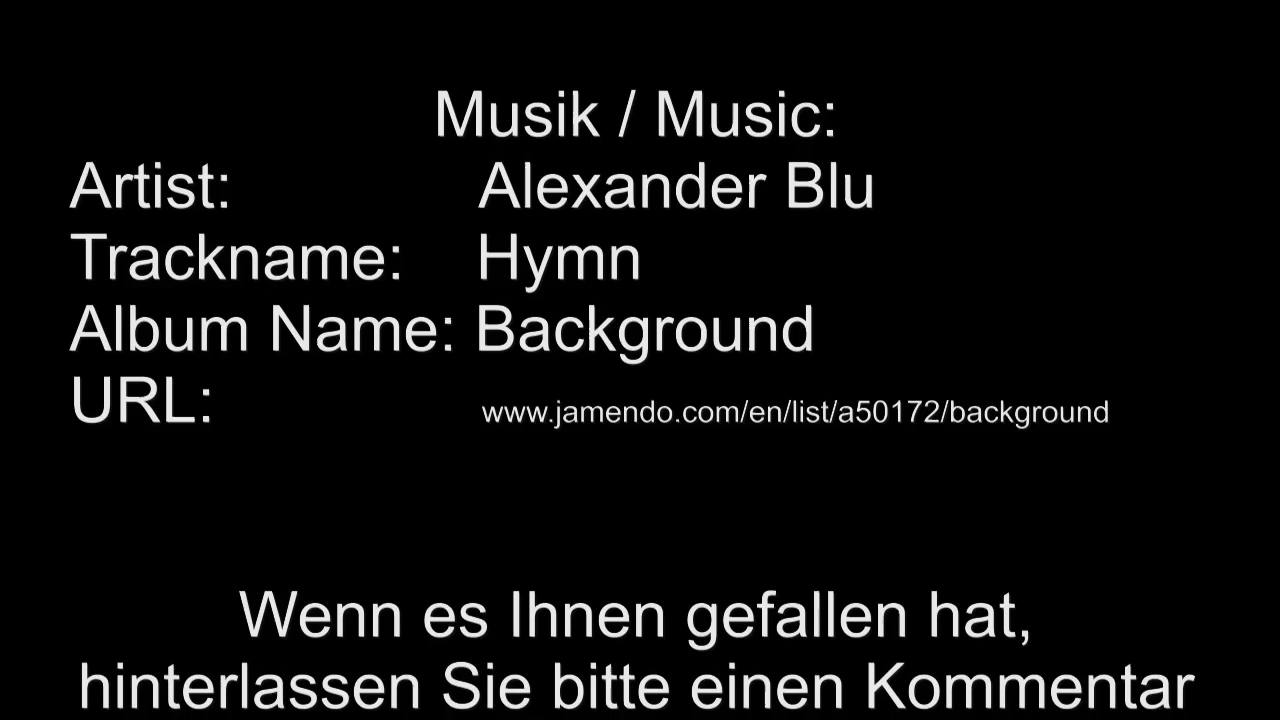 Musik / Music:
Artist: Alexander Blu
Trackname: Hymn
Album Name: Background
URL: www.jamendo.com/en/list/a50172/background
Wenn es Ihnen gefallen hat,
hinterlassen Sie bitte einen Kommentar